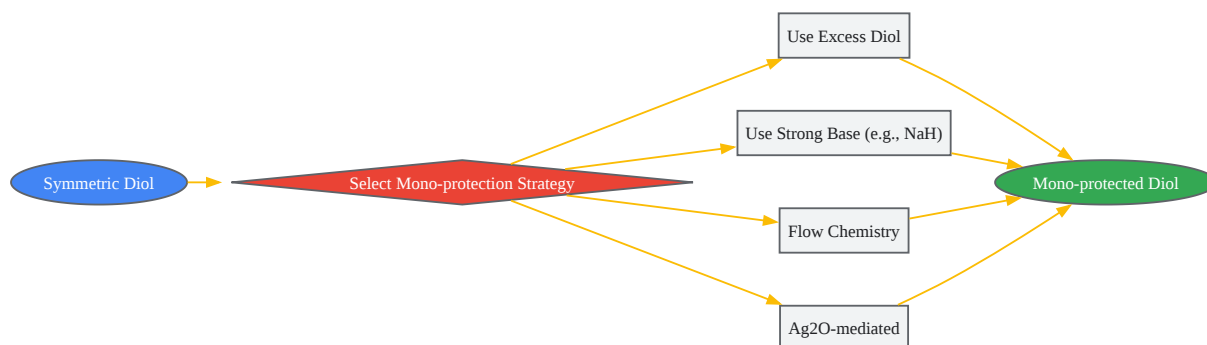 Symmetric Diol
Select Mono-protection Strategy
Use Excess Diol
Use Strong Base (e.g., NaH)
Flow Chemistry
Ag2O-mediated
Mono-protected Diol